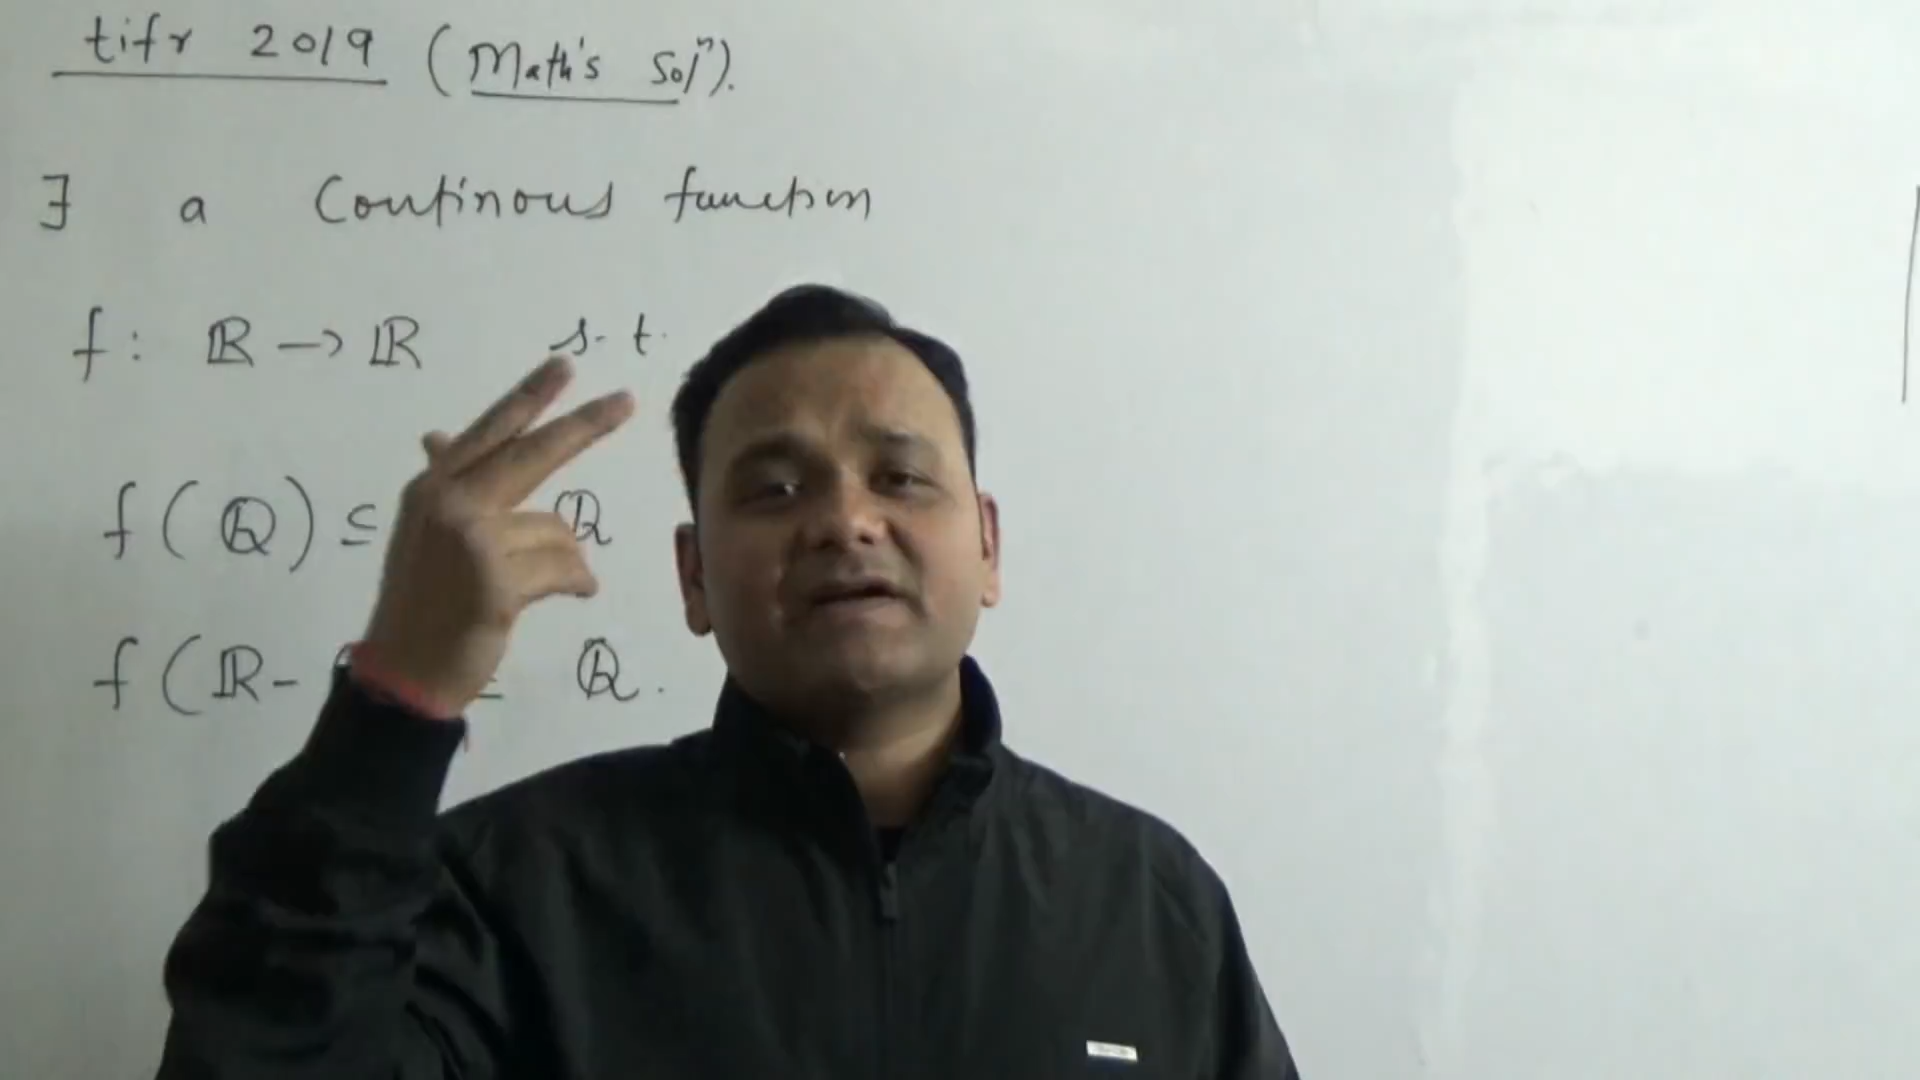 tifr 2019 (Math's Solⁿ).
∃ a Continous function
f: ℝ → ℝ s.t.
f(ℚ) ⊆ ℚ
f(ℝ- ℚ.